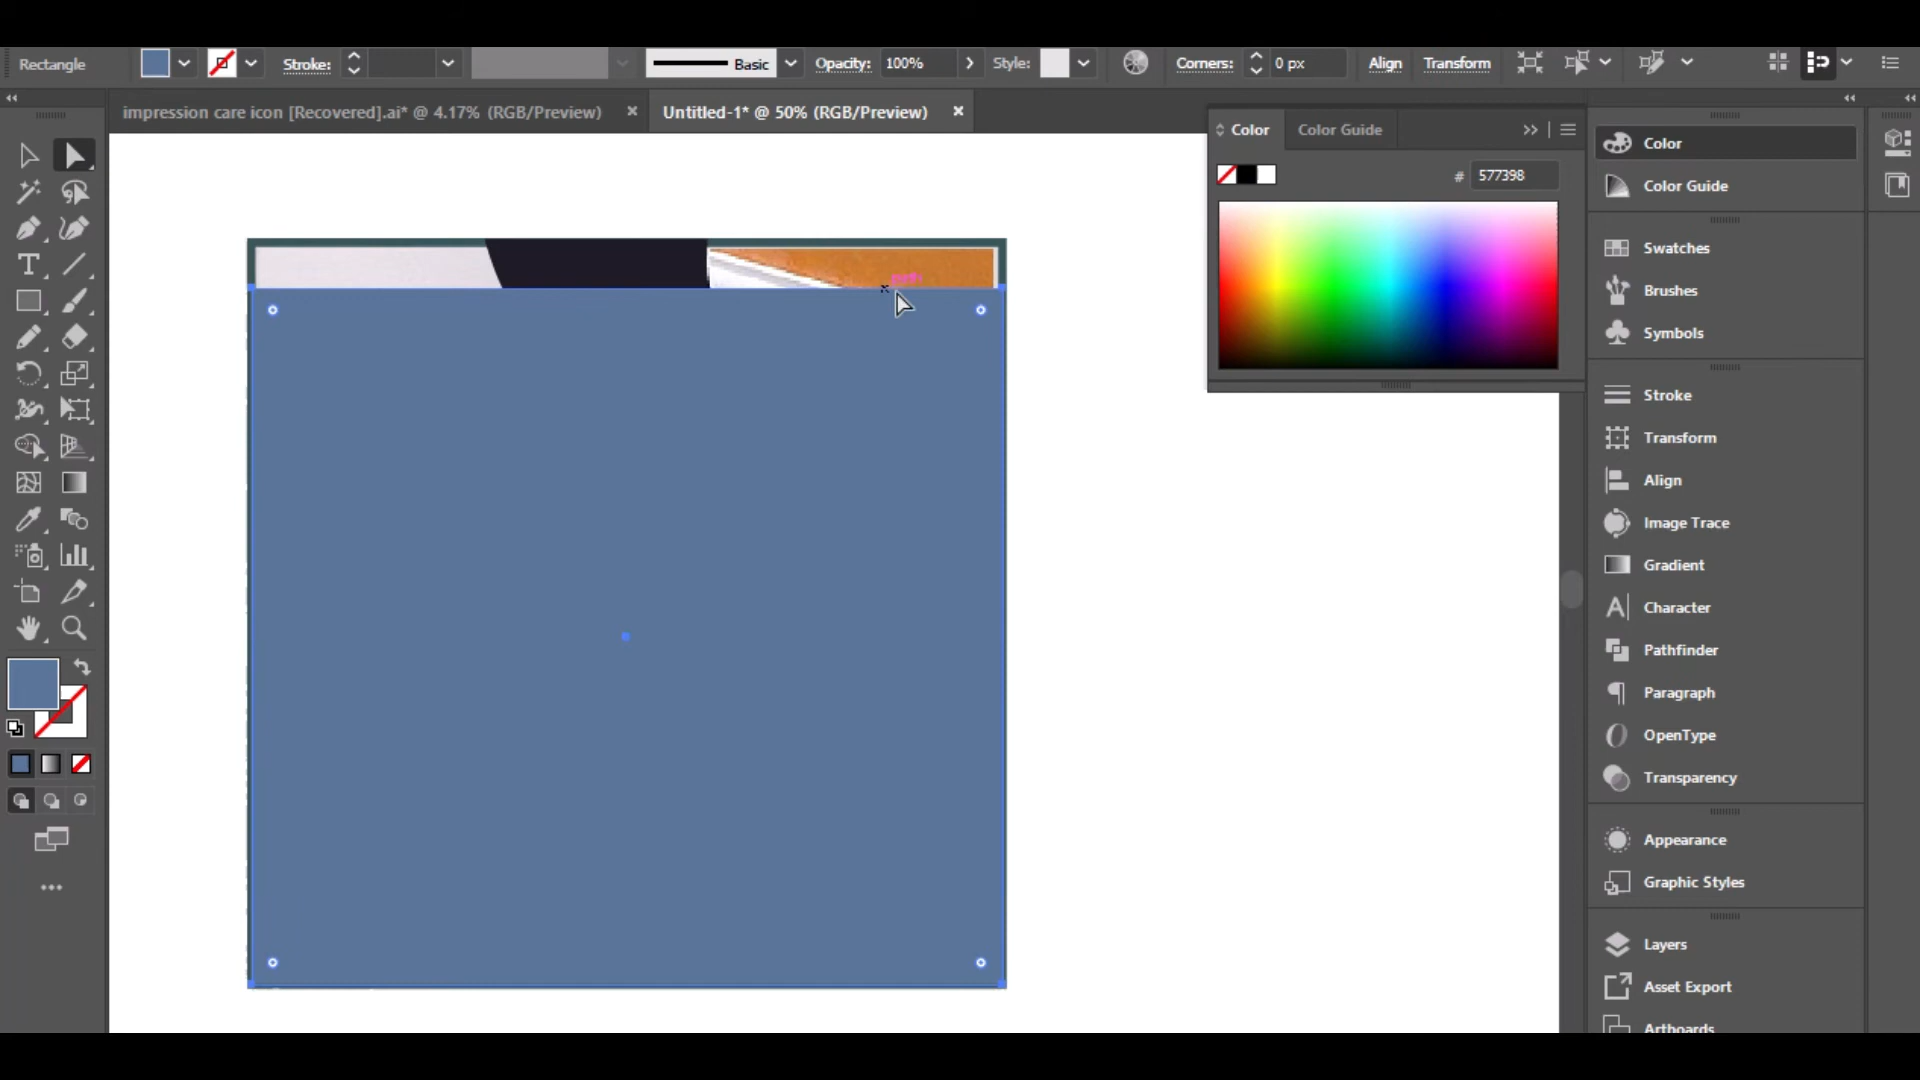 Rectangle
Stroke:
Basic
Opacity: 100%
Style:
Corners: 0 px
Align
Transform
impression care icon [Recovered].ai* @ 4.17% (RGB/Preview)
Untitled-1* @ 50% (RGB/Preview)
Color
Color Guide
# 577398
Color
Color Guide
Swatches
Brushes
Symbols
Stroke
Transform
Align
Image Trace
Gradient
Character
Pathfinder
Paragraph
OpenType
Transparency
Appearance
Graphic Styles
Layers
Asset Export
Artboards